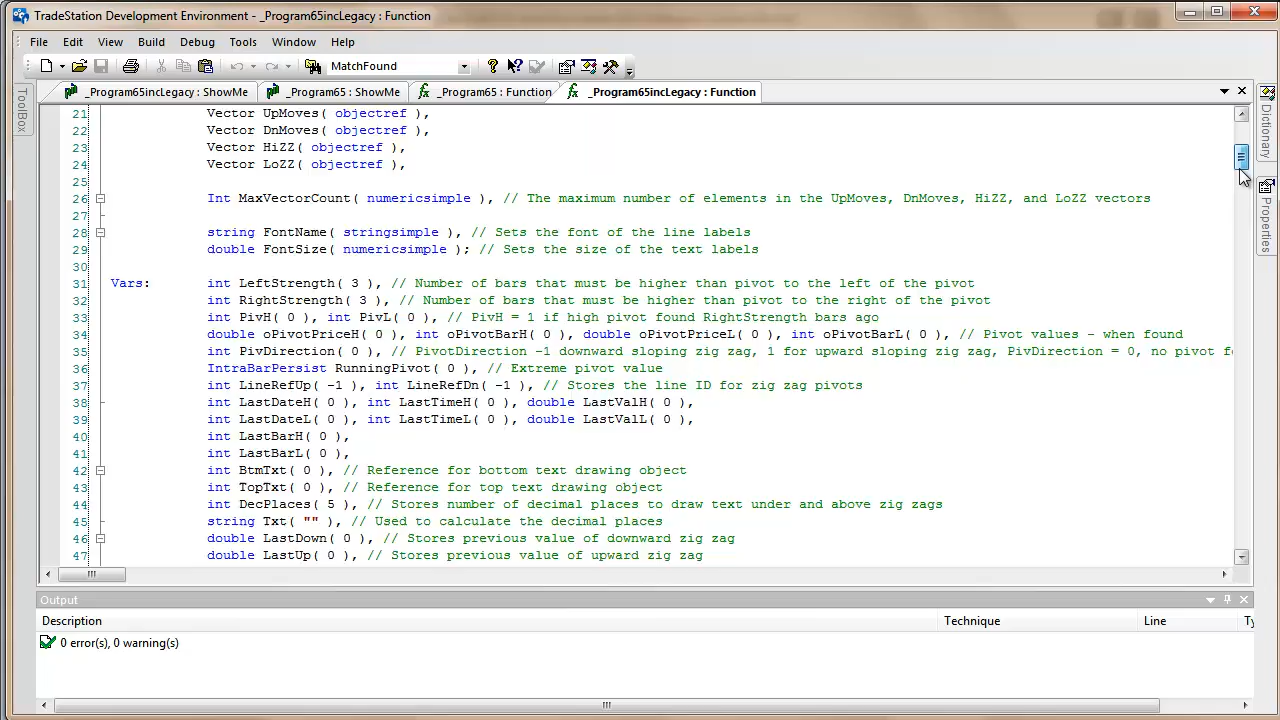 TradeStation Development Environment - _Program65incLegacy : Function
File Edit View Build Debug Tools Window Help
MatchFound
_Program65incLegacy : ShowMe _Program65 : ShowMe _Program65 : Function _Program65incLegacy : Function
ToolBox
Dictionary
Properties
21 Vector UpMoves( objectref ),
22 Vector DnMoves( objectref ),
23 Vector HiZZ( objectref ),
24 Vector LoZZ( objectref ),
25
26 Int MaxVectorCount( numericsimple ), // The maximum number of elements in the UpMoves, DnMoves, HiZZ, and LoZZ vectors
27
28 string FontName( stringsimple ), // Sets the font of the line labels
29 double FontSize( numericsimple ); // Sets the size of the text labels
30
31 Vars: int LeftStrength( 3 ), // Number of bars that must be higher than pivot to the left of the pivot
32 int RightStrength( 3 ), // Number of bars that must be higher than pivot to the right of the pivot
33 int PivH( 0 ), int PivL( 0 ), // PivH = 1 if high pivot found RightStrength bars ago
34 double oPivotPriceH( 0 ), int oPivotBarH( 0 ), double oPivotPriceL( 0 ), int oPivotBarL( 0 ), // Pivot values - when found
35 int PivDirection( 0 ), // PivotDirection -1 downward sloping zig zag, 1 for upward sloping zig zag, PivDirection = 0, no pivot fo
36 IntraBarPersist RunningPivot( 0 ), // Extreme pivot value
37 int LineRefUp( -1 ), int LineRefDn( -1 ), // Stores the line ID for zig zag pivots
38 int LastDateH( 0 ), int LastTimeH( 0 ), double LastValH( 0 ),
39 int LastDateL( 0 ), int LastTimeL( 0 ), double LastValL( 0 ),
40 int LastBarH( 0 ),
41 int LastBarL( 0 ),
42 int BtmTxt( 0 ), // Reference for bottom text drawing object
43 int TopTxt( 0 ), // Reference for top text drawing object
44 int DecPlaces( 5 ), // Stores number of decimal places to draw text under and above zig zags
45 string Txt( "" ), // Used to calculate the decimal places
46 double LastDown( 0 ), // Stores previous value of downward zig zag
47 double LastUp( 0 ), // Stores previous value of upward zig zag
Output
Description Technique Line Ty
0 error(s), 0 warning(s)